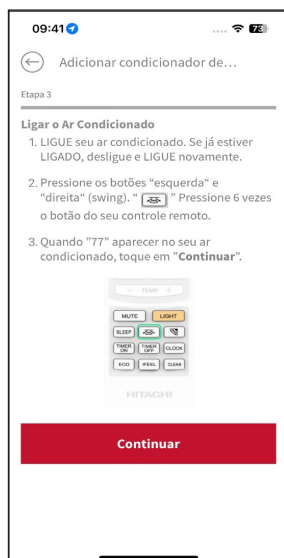 09:41
73
Adicionar condicionador de...
Etapa 3
Ligar o Ar Condicionado
1. LIGUE seu ar condicionado. Se já estiver
LIGADO, desligue e LIGUE novamente.
2. Pressione os botões “esquerda“ e
“direita“ (swing). “ ” Pressione 6 vezes
o botão do seu controle remoto.
3. Quando ”77” aparecer no seu ar
condicionado, toque em ”Continuar”.
— TEMP +
MUTE LIGHT
SLEEP
TIMER ON TIMER OFF CLOCK
ECO IFEEL CLEAN
HITACHI
Continuar